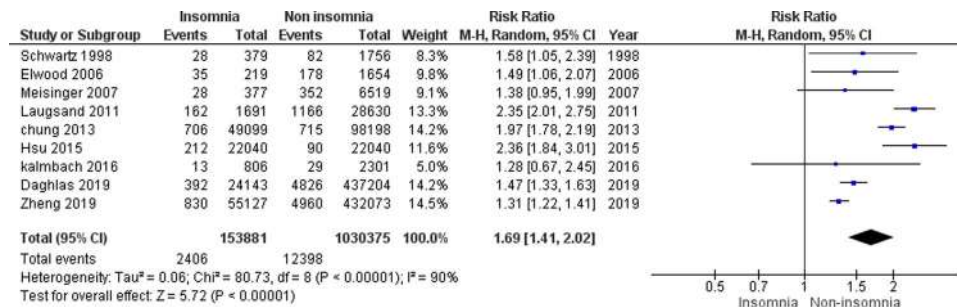 Insomnia Non insomnia Risk Ratio Risk Ratio
Study or Subgroup Events Total Events Total Weight M-H, Random, 95% CI Year M-H, Random, 95% CI
Schwartz 1998 28 379 82 1756 8.3% 1.58 [1.05, 2.39] 1998
Elwood 2006 35 219 178 1654 9.6% 1.49 [1.06, 2.07] 2006
Meisinger 2007 28 377 352 6519 9.1% 1.38 [0.95, 1.99] 2007
Laugsand 2011 162 1691 1166 28630 13.5% 2.35 [2.01, 2.75] 2011
chung 2013 706 49099 715 98198 14.2% 1.97 [1.78, 2.19] 2013
Hsu 2015 212 22040 90 22040 11.6% 2.36 [1.84, 3.01] 2015
kalmbach 2016 13 806 29 2301 5.0% 1.28 [0.67, 2.45] 2016
Daghlas 2019 392 24143 4826 437204 14.2% 1.47 [1.33, 1.63] 2019
Zheng 2019 830 55127 4960 432073 14.5% 1.31 [1.22, 1.41] 2019
Total (95% CI) 153881 1030375 100.0% 1.69 [1.41, 2.02]
Total events 2406 12398
Heterogeneity: Tau² = 0.06; Chi² = 80.73, df = 8 (P < 0.00001); I² = 90%
Test for overall effect: Z = 5.72 (P < 0.00001)
0.5 0.7 1 1.5 2
Insomnia Non-insomnia